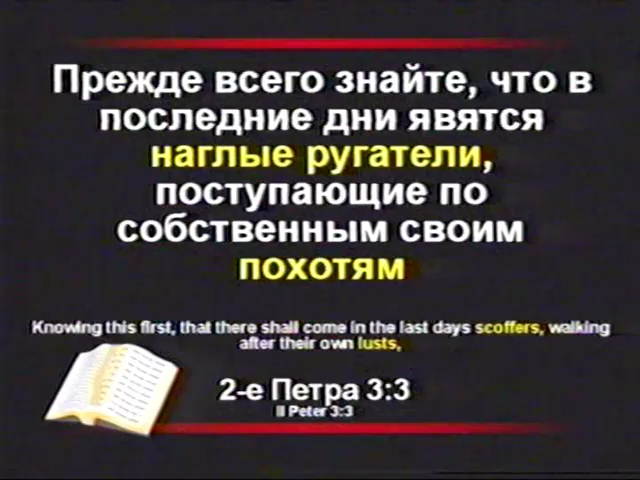 Прежде всего знайте, что в
последние дни явятся
наглые ругатели,
поступающие по
собственным своим
похотям
Knowing this first, that there shall come in the last days scoffers, walking
after their own lusts,
2-е Петра 3:3
II Peter 3:3